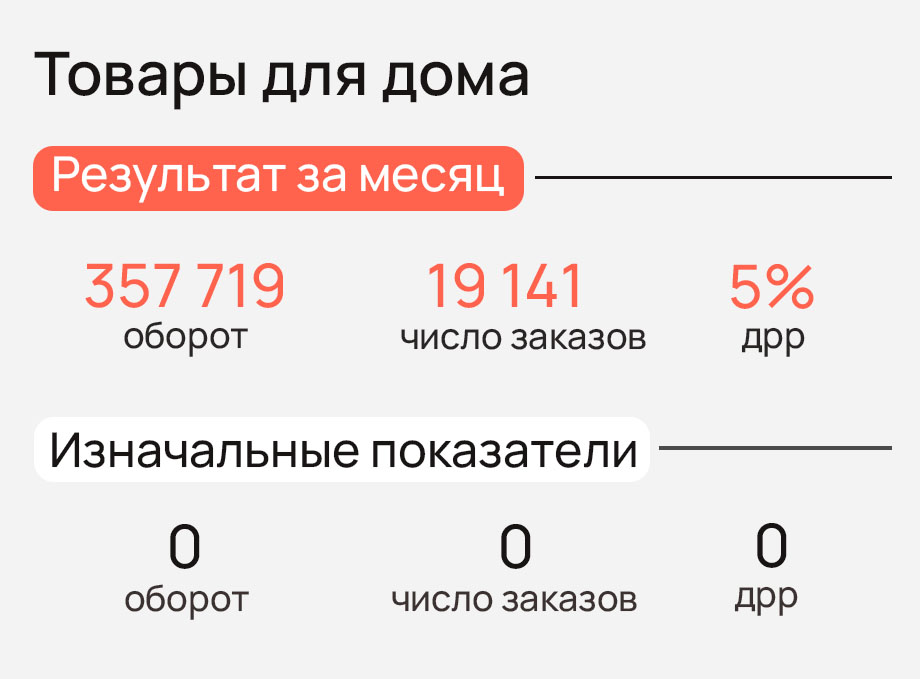 Товары для дома
Результат за месяц
357 719 19 141 5%
оборот число заказов дрр
Изначальные показатели
0 0 0
оборот число заказов дрр